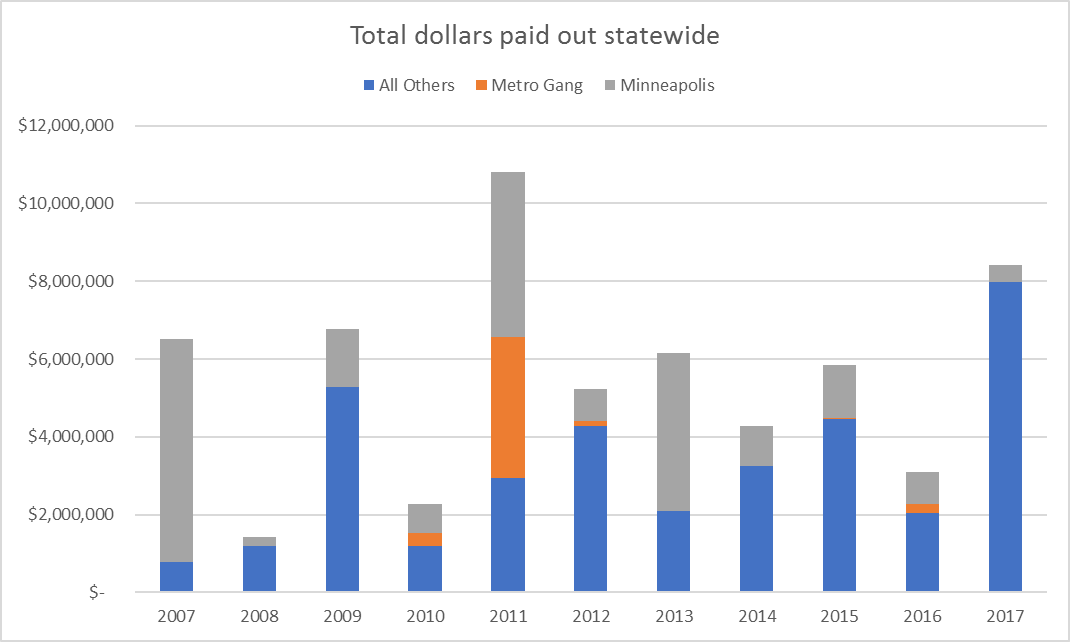 Total dollars paid out statewide
All Others Metro Gang Minneapolis
$12,000,000
$10,000,000
$8,000,000
$6,000,000
$4,000,000
$2,000,000
$-
2007 2008 2009 2010 2011 2012 2013 2014 2015 2016 2017